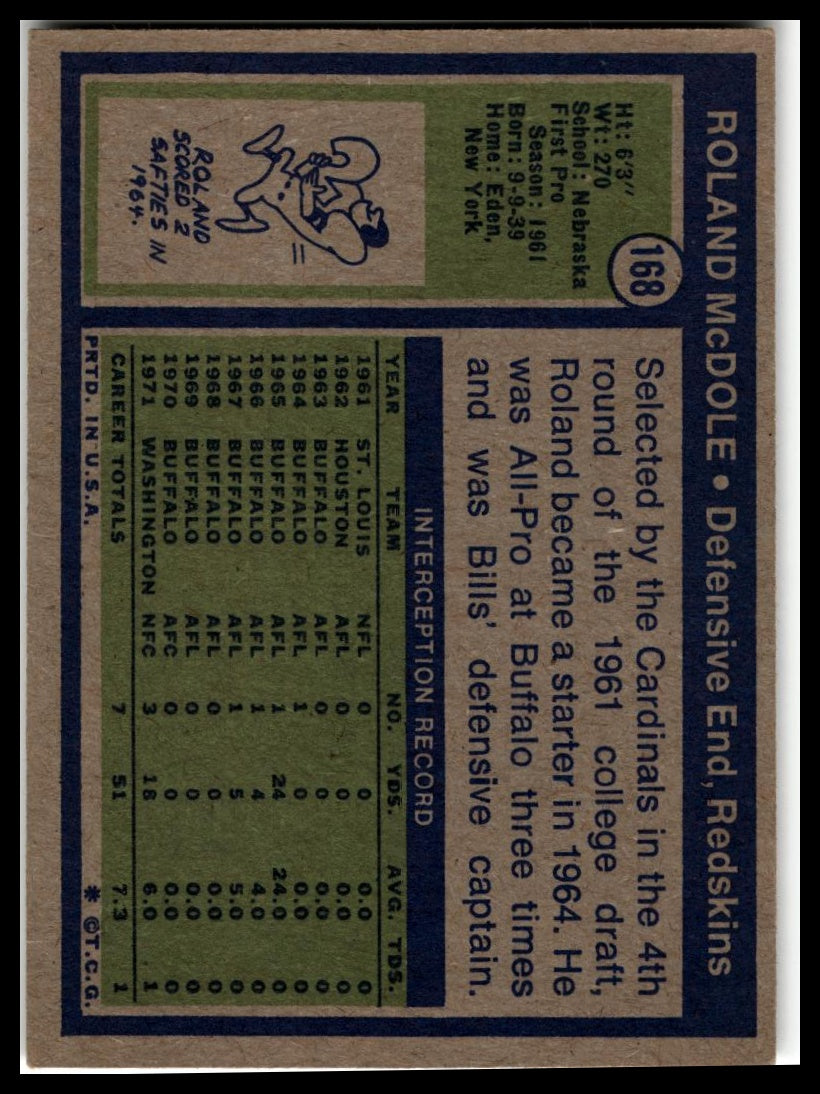 ROLAND McDOLE • Defensive End, Redskins
168
Ht: 6'3"
Wt: 270
School: Nebraska
First Pro
Season: 1961
Born: 9-9-39
Home: Eden,
New York
ROLAND
SCORED 2
SAFTIES IN
1964.
Selected by the Cardinals in the 4th
round of the 1961 college draft,
Roland became a starter in 1964. He
was All-Pro at Buffalo three times
and was Bills' defensive captain.
INTERCEPTION RECORD
YEAR TEAM NO. YDS. AVG. TDS.
1961 ST. LOUIS NFL 0 0 0.0 0
1962 HOUSTON AFL 0 0 0.0 0
1963 BUFFALO AFL 0 0 0.0 0
1964 BUFFALO AFL 1 0 0.0 0
1965 BUFFALO AFL 1 24 24.0 0
1966 BUFFALO AFL 1 4 4.0 0
1967 BUFFALO AFL 1 5 5.0 0
1968 BUFFALO AFL 0 0 0.0 0
1969 BUFFALO AFL 0 0 0.0 0
1970 BUFFALO AFC 0 0 0.0 0
1971 WASHINGTON NFC 3 18 6.0 1
CAREER TOTALS 7 51 7.3 1
PRTD. IN U.S.A. * ©T.C.G.